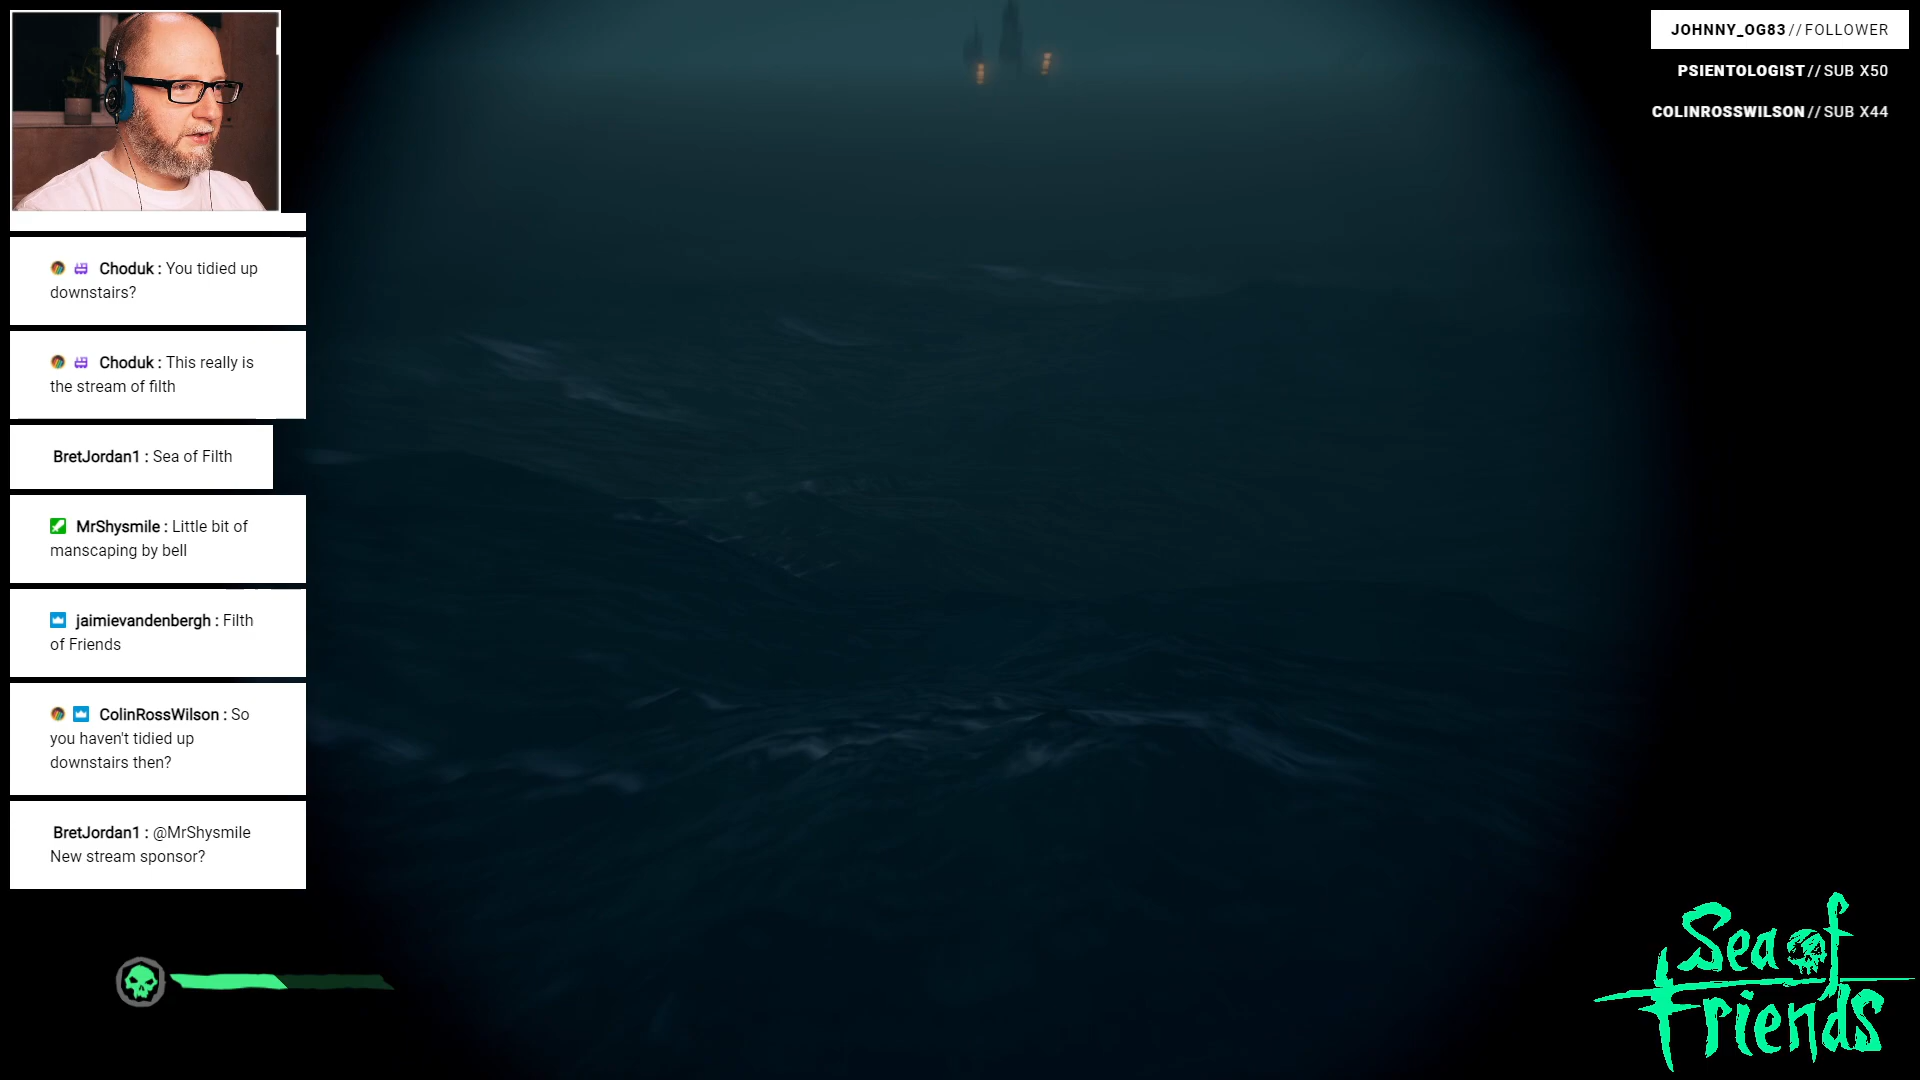 JOHNNY_OG83//FOLLOWER
PSIENTOLOGIST//SUB X50
COLINROSSWILSON//SUB X44
Choduk : You tidied up
downstairs?
Choduk : This really is
the stream of filth
BretJordan1 : Sea of Filth
MrShysmile : Little bit of
manscaping by bell
jaimievandenbergh : Filth
of Friends
ColinRossWilson : So
you haven't tidied up
downstairs then?
BretJordan1 : @MrShysmile
New stream sponsor?
Sea of
Friends